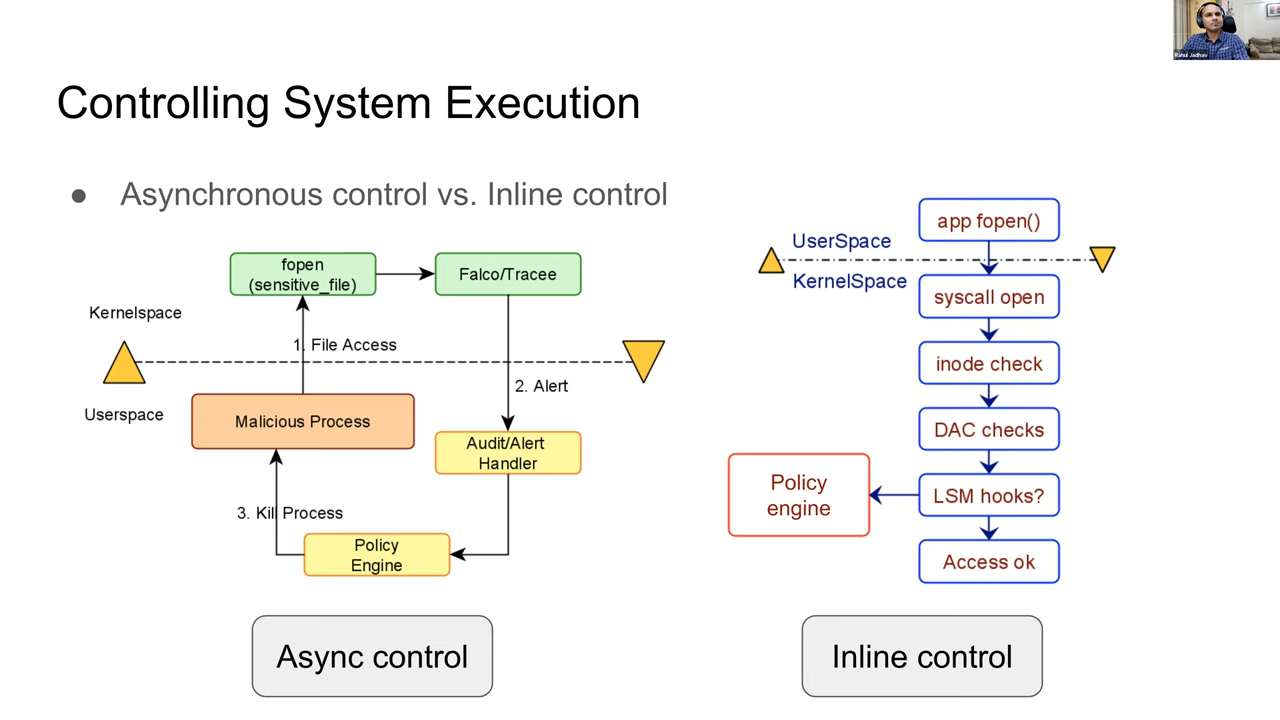 Rahul Jadhav
Controlling System Execution
● Asynchronous control vs. Inline control
fopen
(sensitive_file)
Falco/Tracee
Kernelspace
1. File Access
2. Alert
Userspace
Malicious Process
Audit/Alert
Handler
3. Kill Process
Policy
Engine
Async control
app fopen()
UserSpace
KernelSpace
syscall open
inode check
DAC checks
LSM hooks?
Policy
engine
Access ok
Inline control